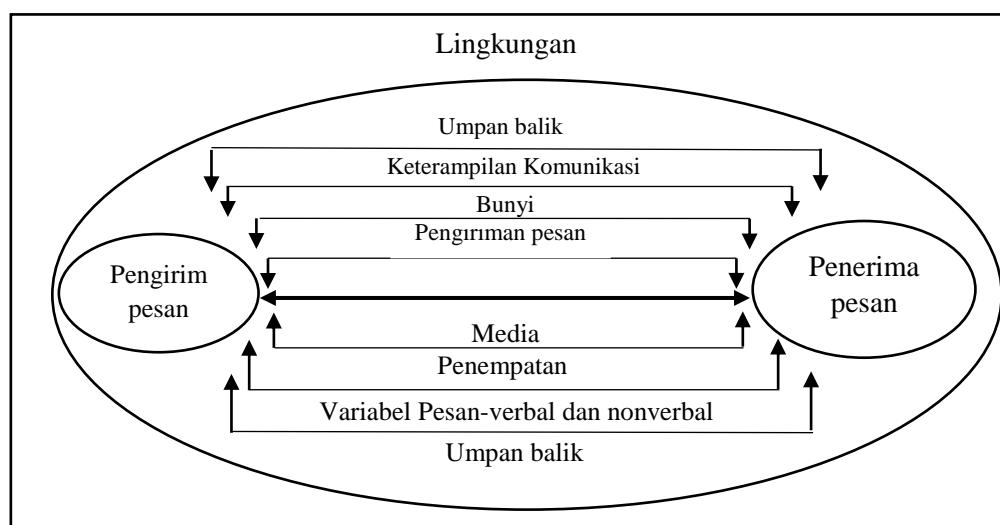 Lingkungan
Umpan balik
Keterampilan Komunikasi
Bunyi
Pengiriman pesan
Pengirim
pesan
Penerima
pesan
Media
Penempatan
Variabel Pesan-verbal dan nonverbal
Umpan balik